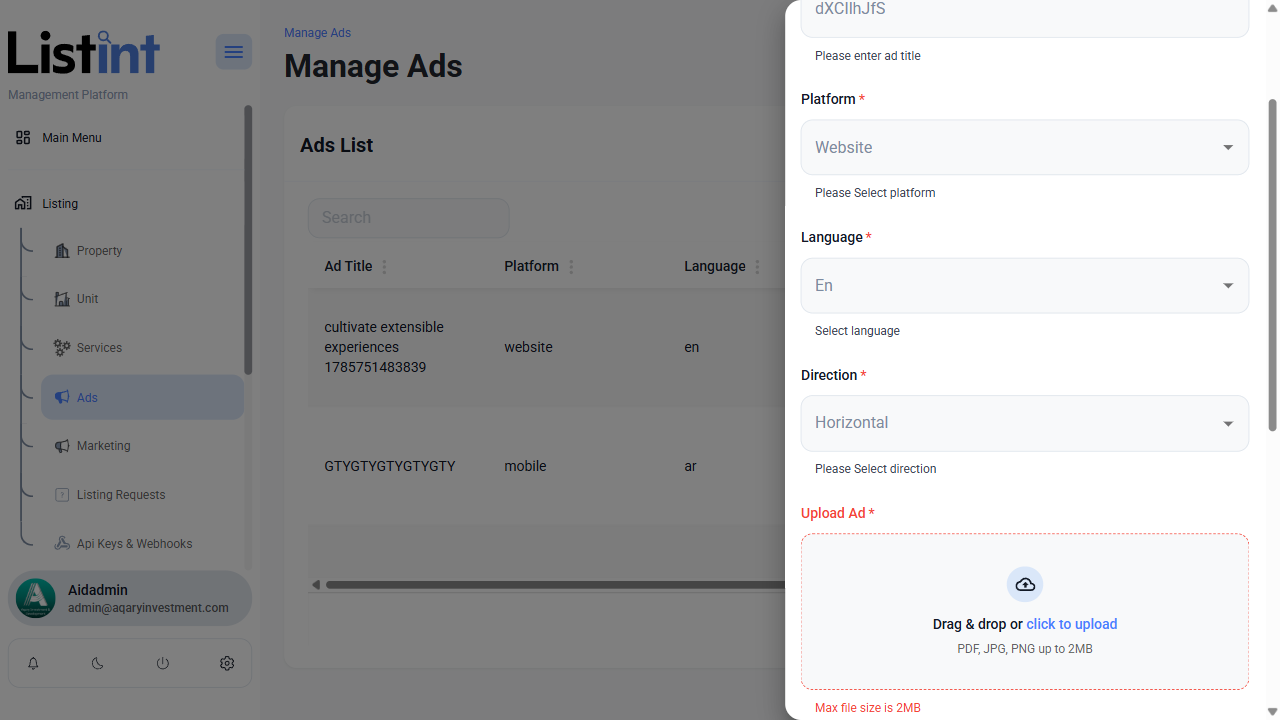 Listint
Management Platform
Main Menu
Listing
Property
Unit
Services
Ads
Marketing
Listing Requests
Api Keys & Webhooks
Aidadmin
admin@aqaryinvestment.com
Manage Ads
Manage Ads
Ads List
Search
Ad Title
Platform
Language
cultivate extensible
experiences
1785751483839
website
en
GTYGTYGTYGTYGTY
mobile
ar
Please enter ad title
Platform *
Website
Please Select platform
Language *
En
Select language
Direction *
Horizontal
Please Select direction
Upload Ad *
Drag & drop or click to upload
PDF, JPG, PNG up to 2MB
Max file size is 2MB